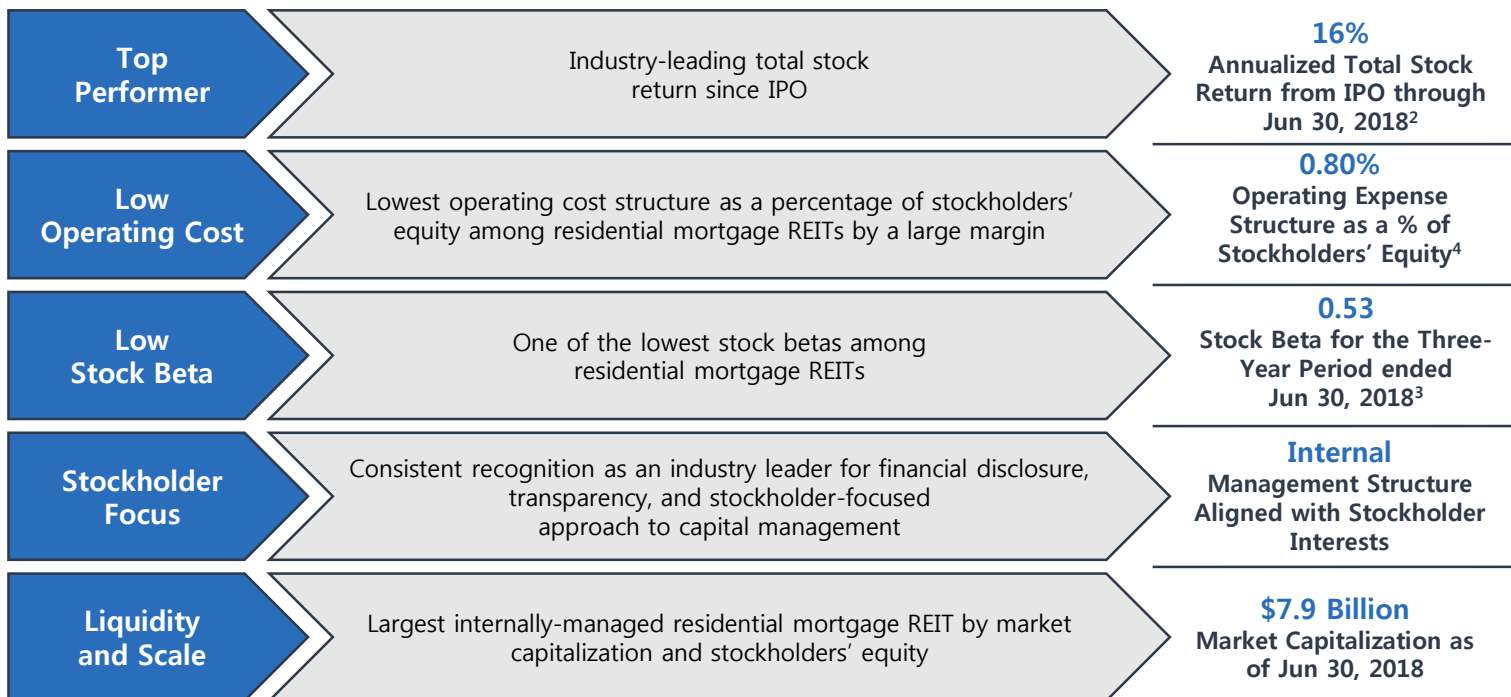 Top
Performer
Industry-leading total stock
return since IPO
16%
Annualized Total Stock
Return from IPO through
Jun 30, 2018²
Low
Operating Cost
Lowest operating cost structure as a percentage of stockholders’
equity among residential mortgage REITs by a large margin
0.80%
Operating Expense
Structure as a % of
Stockholders’ Equity⁴
Low
Stock Beta
One of the lowest stock betas among
residential mortgage REITs
0.53
Stock Beta for the Three-
Year Period ended
Jun 30, 2018³
Stockholder
Focus
Consistent recognition as an industry leader for financial disclosure,
transparency, and stockholder-focused
approach to capital management
Internal
Management Structure
Aligned with Stockholder
Interests
Liquidity
and Scale
Largest internally-managed residential mortgage REIT by market
capitalization and stockholders’ equity
$7.9 Billion
Market Capitalization as
of Jun 30, 2018